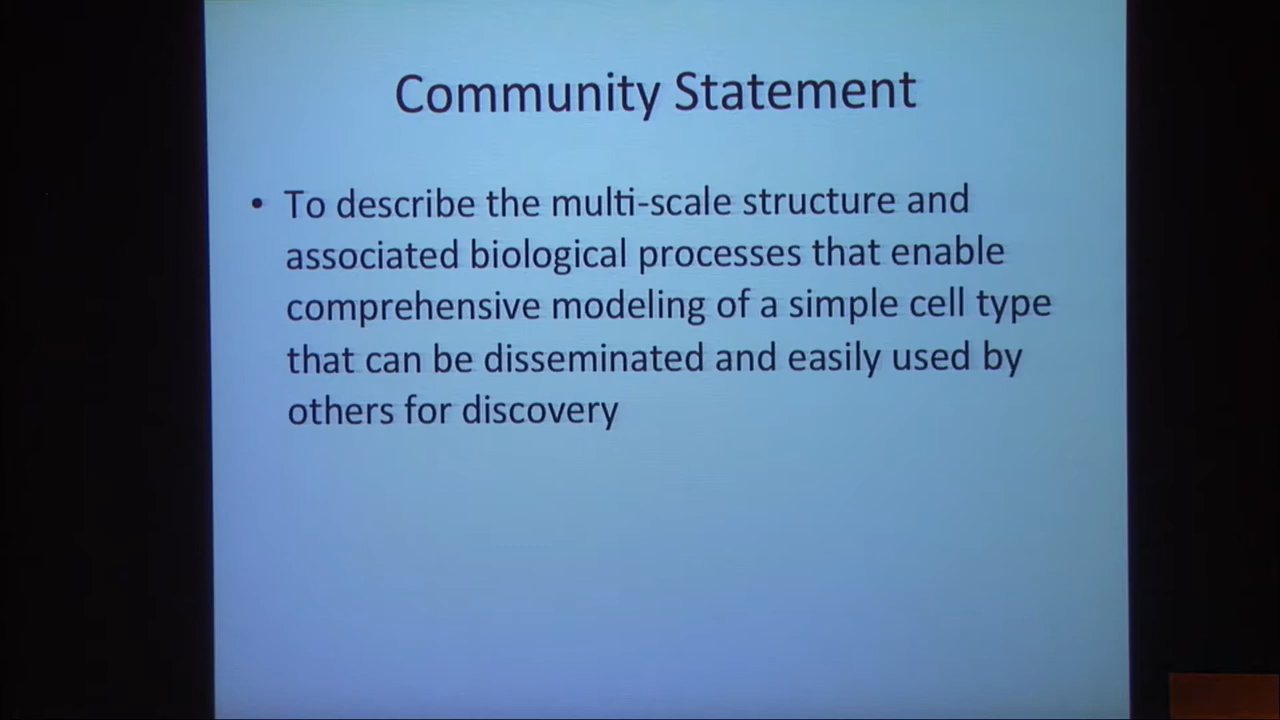 Community Statement
• To describe the multi-scale structure and
associated biological processes that enable
comprehensive modeling of a simple cell type
that can be disseminated and easily used by
others for discovery